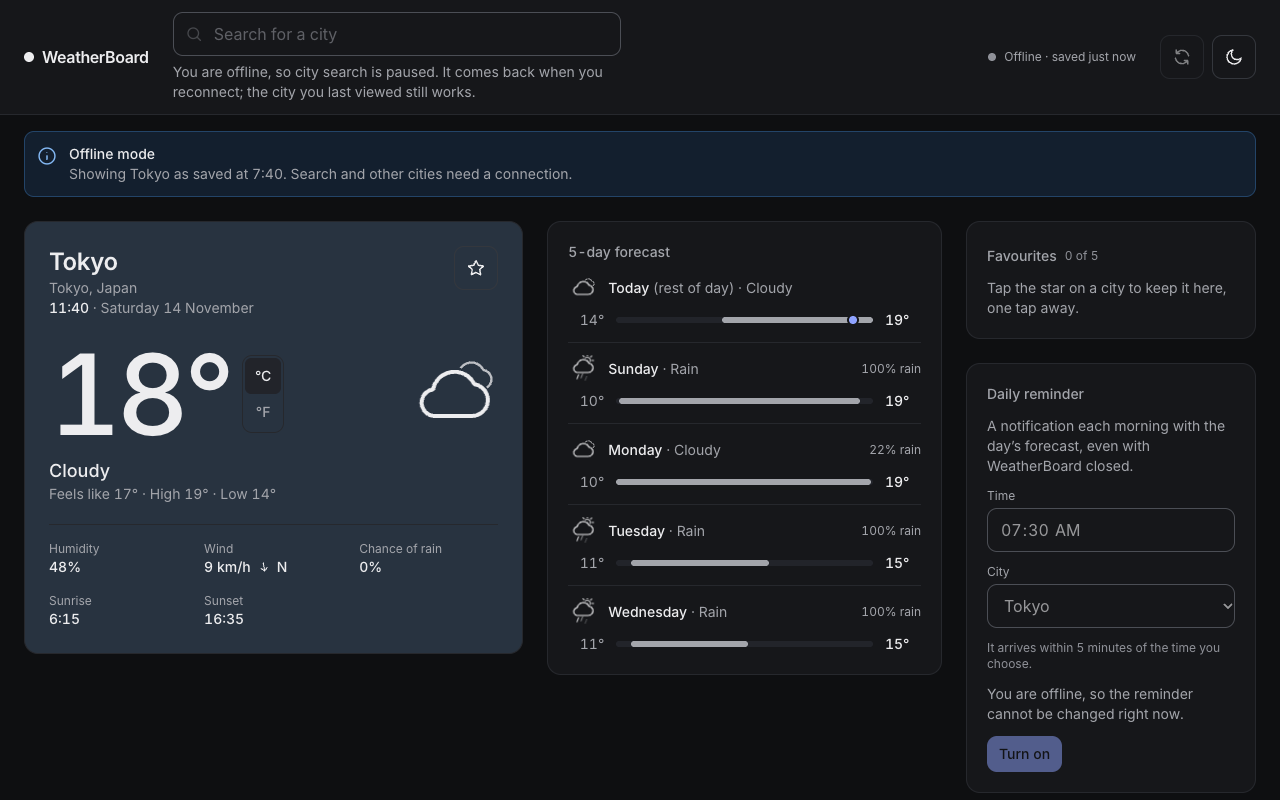 WeatherBoard
Search for a city
You are offline, so city search is paused. It comes back when you
reconnect; the city you last viewed still works.
Offline · saved just now
Offline mode
Showing Tokyo as saved at 7:40. Search and other cities need a connection.
Tokyo
Tokyo, Japan
11:40 · Saturday 14 November
18°
°C
°F
Cloudy
Feels like 17° · High 19° · Low 14°
Humidity
48%
Wind
9 km/h ↓ N
Chance of rain
0%
Sunrise
6:15
Sunset
16:35
5-day forecast
Today (rest of day) · Cloudy
14° 19°
Sunday · Rain 100% rain
10° 19°
Monday · Cloudy 22% rain
10° 19°
Tuesday · Rain 100% rain
11° 15°
Wednesday · Rain 100% rain
11° 15°
Favourites 0 of 5
Tap the star on a city to keep it here,
one tap away.
Daily reminder
A notification each morning with the
day’s forecast, even with
WeatherBoard closed.
Time
07:30 AM
City
Tokyo
It arrives within 5 minutes of the time you
choose.
You are offline, so the reminder
cannot be changed right now.
Turn on